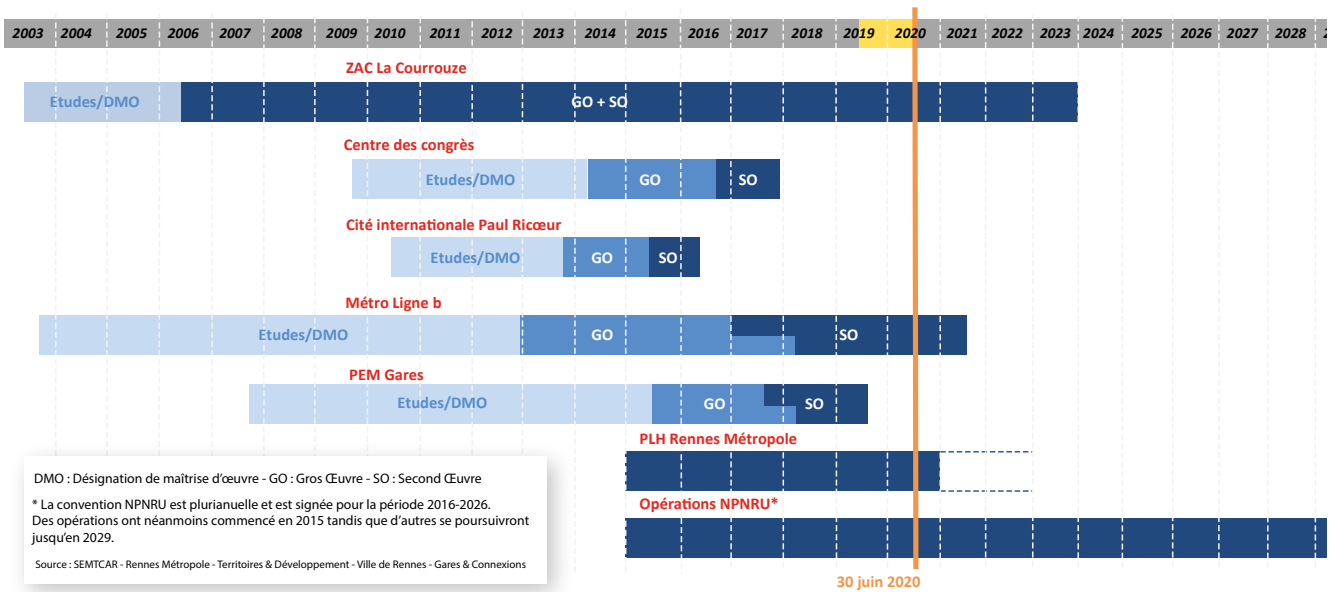 2003 2004 2005 2006 2007 2008 2009 2010 2011 2012 2013 2014 2015 2016 2017 2018 2019 2020 2021 2022 2023 2024 2025 2026 2027 2028
ZAC La Courrouze
Etudes/DMO GO + SO
Centre des congrès
Etudes/DMO GO SO
Cité internationale Paul Ricœur
Etudes/DMO GO SO
Métro Ligne b
Etudes/DMO GO SO
PEM Gares
Etudes/DMO GO SO
PLH Rennes Métropole
Opérations NPNRU*
DMO : Désignation de maîtrise d'œuvre - GO : Gros Œuvre - SO : Second Œuvre
* La convention NPNRU est plurianuelle et est signée pour la période 2016-2026.
Des opérations ont néanmoins commencé en 2015 tandis que d'autres se poursuivront
jusqu'en 2029.
Source : SEMTCAR - Rennes Métropole - Territoires & Développement - Ville de Rennes - Gares & Connexions
30 juin 2020